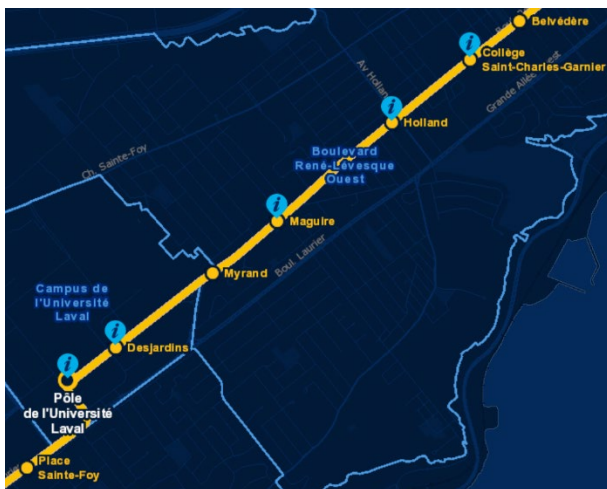 Belvédère
Collège
Saint-Charles-Garnier
Av Holland
Grande Allée Ouest
Holland
Boulevard
René-Lévesque
Ouest
Ch. Sainte-Foy
Maguire
Boul. Laurier
Myrand
Campus de
l'Université
Laval
Desjardins
Pôle
de l'Université
Laval
Place
Sainte-Foy